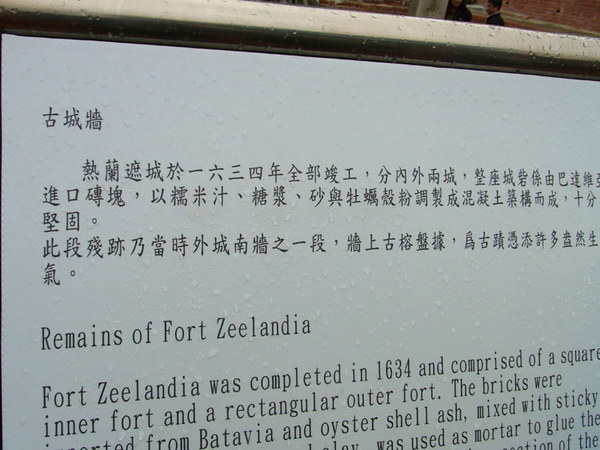 古城牆
熱蘭遮城於一六三四年全部竣工，分內外兩城，整座城砦係由巴達維亞
進口磚塊，以糯米汁、糖漿、砂與牡蠣殼粉調製成混凝土築構而成，十分
堅固。
此段殘跡乃當時外城南牆之一段，牆上古榕盤據，爲古蹟憑添許多盎然生
氣。
Remains of Fort Zeelandia
Fort Zeelandia was completed in 1634 and comprised of a square
inner fort and a rectangular outer fort. The bricks were
imported from Batavia and oyster shell ash, mixed with sticky
clay, was used as mortar to glue the
section of the